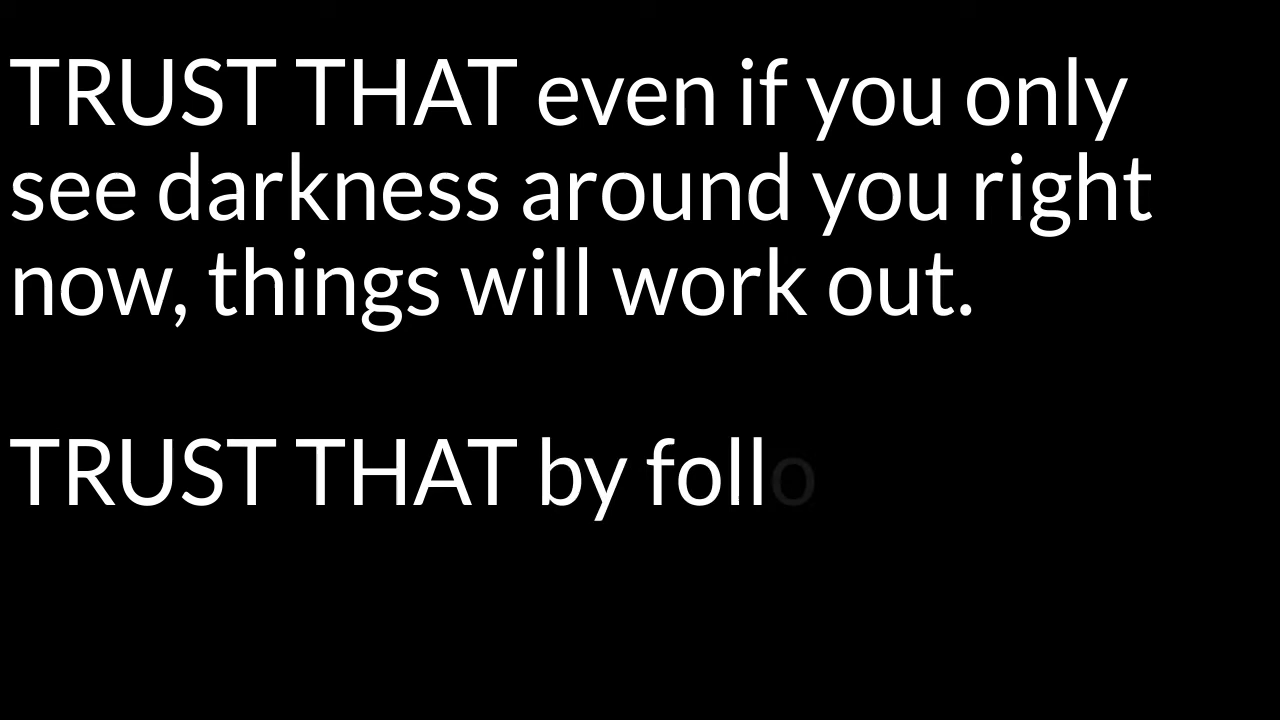 TRUST THAT even if you only
see darkness around you right
now, things will work out.
TRUST THAT by follo